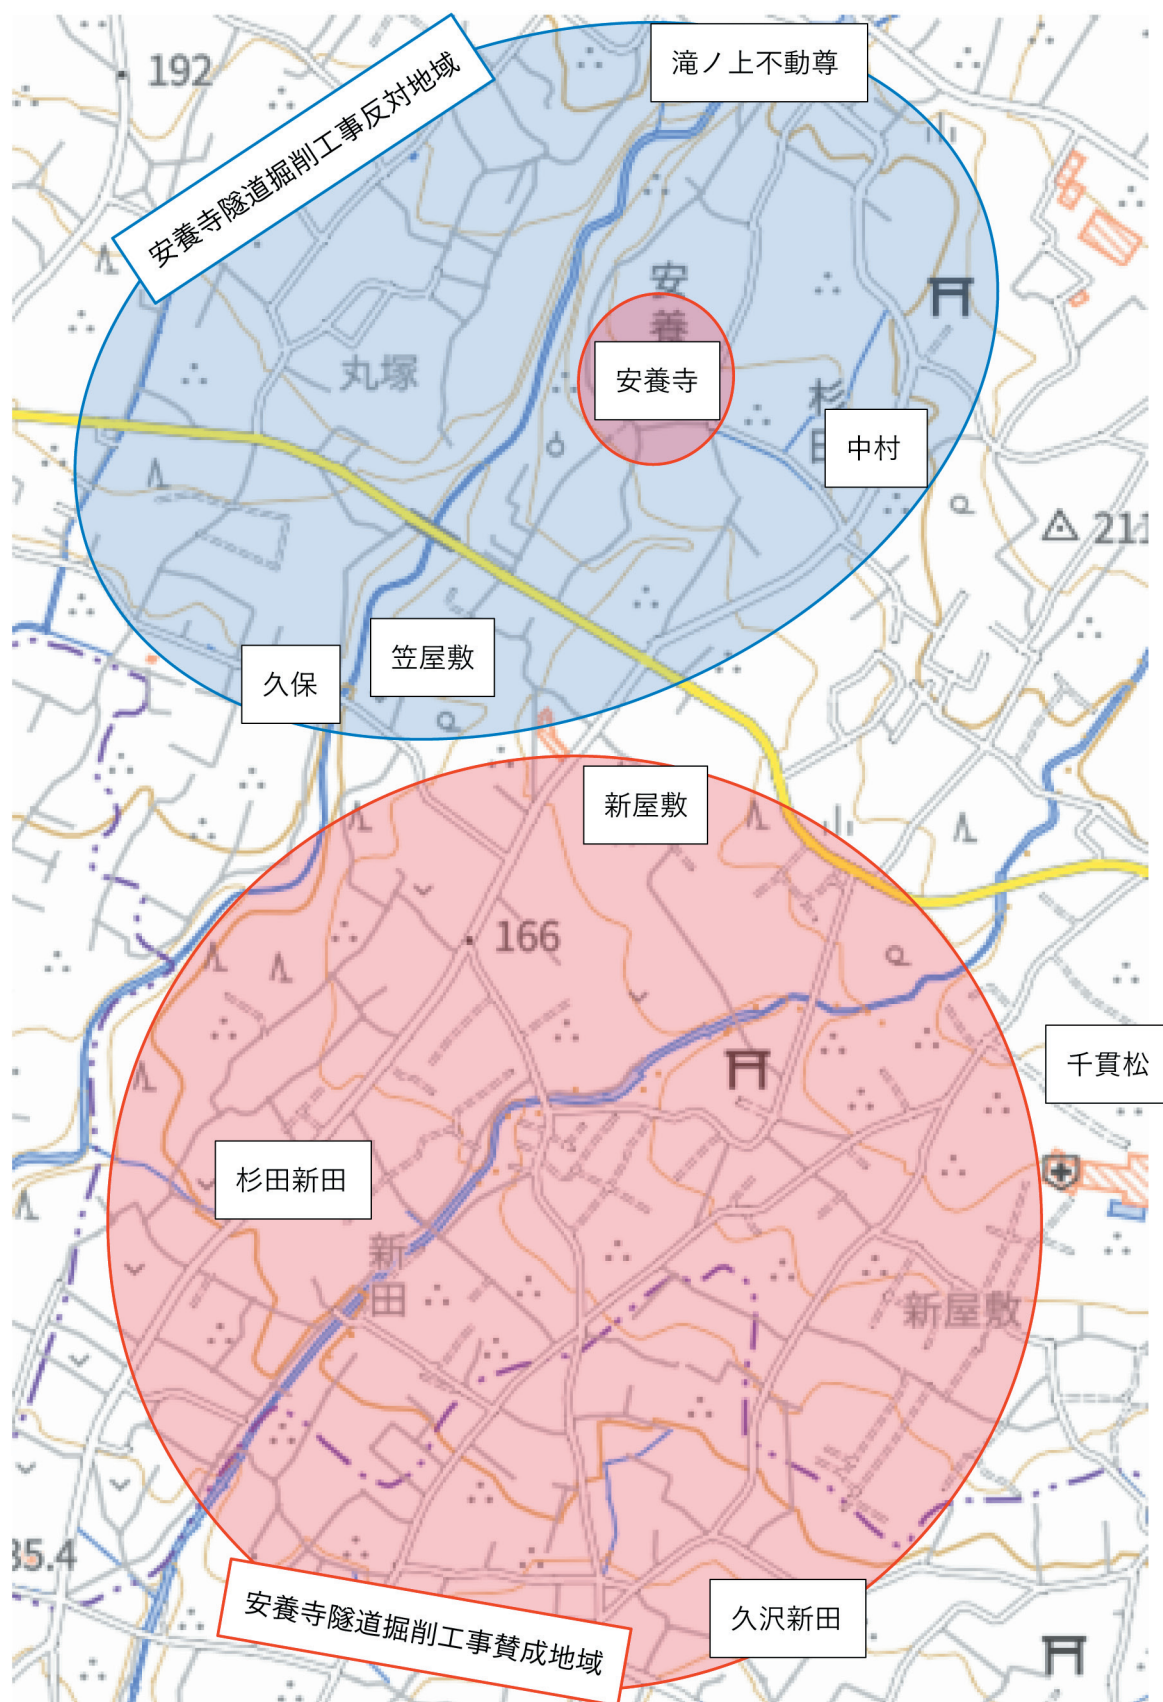 192
滝ノ上不動尊
安養寺隧道掘削工事反対地域
安養
丸塚
安養寺
杉田
中村
211
久保
笠屋敷
新屋敷
166
千貫松
杉田新田
新田
新屋敷
35.4
安養寺隧道掘削工事賛成地域
久沢新田